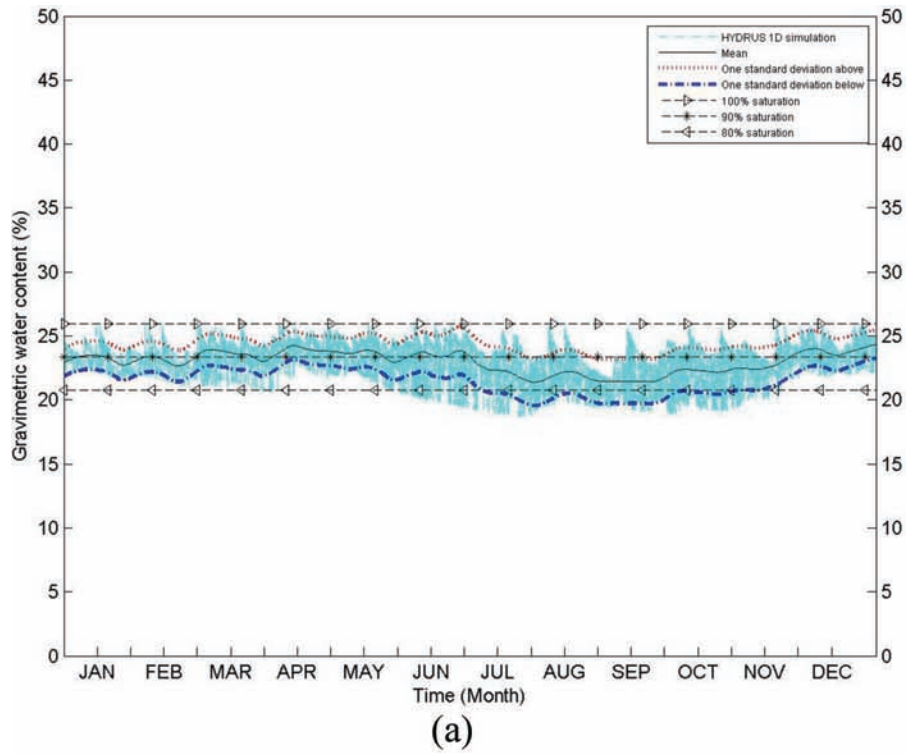 50
45
40
35
30
25
20
15
10
5
0
50
45
40
35
30
25
20
15
10
5
0
Gravimetric water content (%)
HYDRUS 1D simulation
Mean
One standard deviation above
One standard deviation below
100% saturation
90% saturation
80% saturation
JAN FEB MAR APR MAY JUN JUL AUG SEP OCT NOV DEC
Time (Month)
(a)